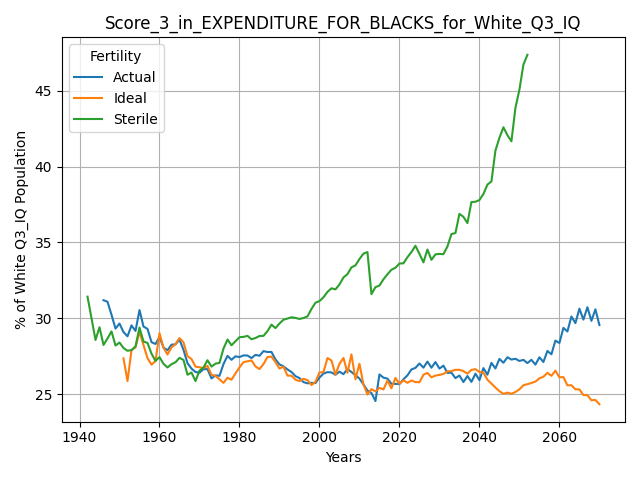 Score_3_in_EXPENDITURE_FOR_BLACKS_for_White_Q3_IQ
Fertility
Actual
Ideal
Sterile
% of White Q3_IQ Population
45
40
35
30
25
1940
1960
1980
2000
2020
2040
2060
Years